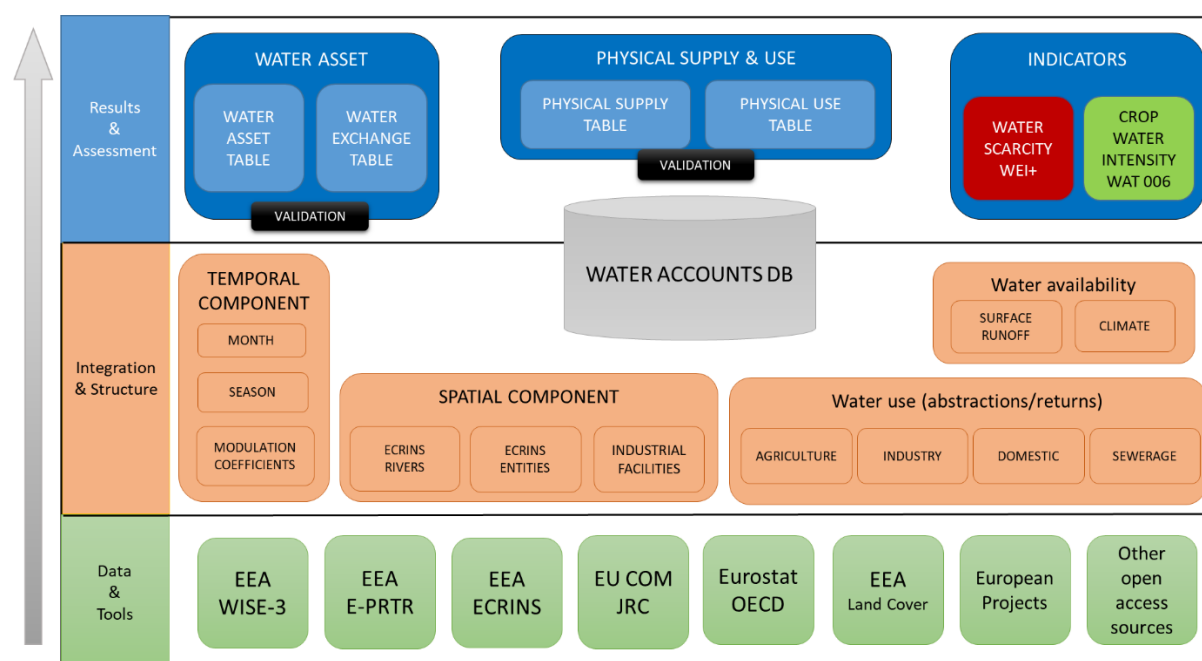 Results
&
Assessment
WATER ASSET
WATER
ASSET
TABLE
WATER
EXCHANGE
TABLE
VALIDATION
PHYSICAL SUPPLY & USE
PHYSICAL SUPPLY
TABLE
PHYSICAL USE
TABLE
VALIDATION
INDICATORS
WATER
SCARCITY
WEI+
CROP
WATER
INTENSITY
WAT 006
WATER ACCOUNTS DB
Integration
& Structure
TEMPORAL
COMPONENT
MONTH
SEASON
MODULATION
COEFFICIENTS
SPATIAL COMPONENT
ECRINS
RIVERS
ECRINS
ENTITIES
INDUSTRIAL
FACILITIES
Water availability
SURFACE
RUNOFF
CLIMATE
Water use (abstractions/returns)
AGRICULTURE
INDUSTRY
DOMESTIC
SEWERAGE
Data
&
Tools
EEA
WISE-3
EEA
E-PRTR
EEA
ECRINS
EU COM
JRC
Eurostat
OECD
EEA
Land Cover
European
Projects
Other
open
access
sources